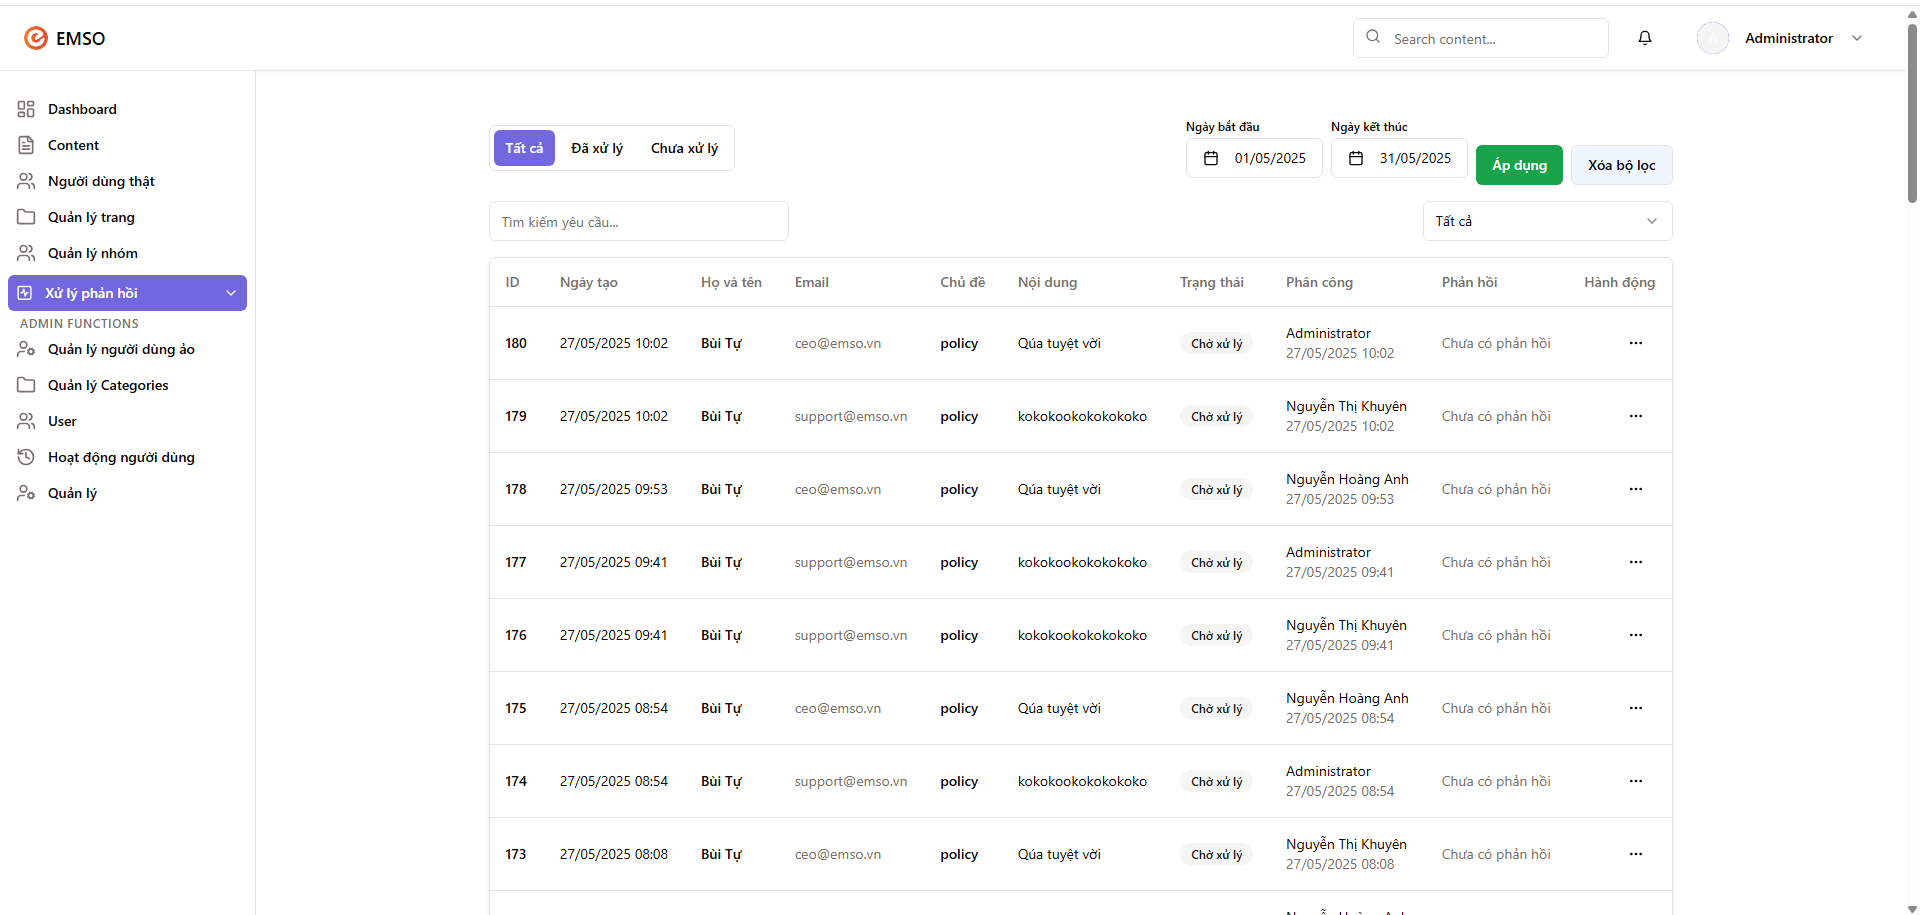 EMSO
Search content...
Administrator
Dashboard
Content
Người dùng thật
Quản lý trang
Quản lý nhóm
Xử lý phản hồi
ADMIN FUNCTIONS
Quản lý người dùng ảo
Quản lý Categories
User
Hoạt động người dùng
Quản lý
Tất cả Đã xử lý Chưa xử lý
Ngày bắt đầu Ngày kết thúc
01/05/2025 31/05/2025 Áp dụng Xóa bộ lọc
Tìm kiếm yêu cầu... Tất cả
ID Ngày tạo Họ và tên Email Chủ đề Nội dung Trạng thái Phân công Phản hồi Hành động
180 27/05/2025 10:02 Bùi Tự ceo@emso.vn policy Qúa tuyệt vời Chờ xử lý Administrator Chưa có phản hồi ...
27/05/2025 10:02
179 27/05/2025 10:02 Bùi Tự support@emso.vn policy kokokookokokokoko Chờ xử lý Nguyễn Thị Khuyên Chưa có phản hồi ...
27/05/2025 10:02
178 27/05/2025 09:53 Bùi Tự ceo@emso.vn policy Qúa tuyệt vời Chờ xử lý Nguyễn Hoàng Anh Chưa có phản hồi ...
27/05/2025 09:53
177 27/05/2025 09:41 Bùi Tự support@emso.vn policy kokokookokokokoko Chờ xử lý Administrator Chưa có phản hồi ...
27/05/2025 09:41
176 27/05/2025 09:41 Bùi Tự support@emso.vn policy kokokookokokokoko Chờ xử lý Nguyễn Thị Khuyên Chưa có phản hồi ...
27/05/2025 09:41
175 27/05/2025 08:54 Bùi Tự ceo@emso.vn policy Qúa tuyệt vời Chờ xử lý Nguyễn Hoàng Anh Chưa có phản hồi ...
27/05/2025 08:54
174 27/05/2025 08:54 Bùi Tự support@emso.vn policy kokokookokokokoko Chờ xử lý Administrator Chưa có phản hồi ...
27/05/2025 08:54
173 27/05/2025 08:08 Bùi Tự ceo@emso.vn policy Qúa tuyệt vời Chờ xử lý Nguyễn Thị Khuyên Chưa có phản hồi ...
27/05/2025 08:08